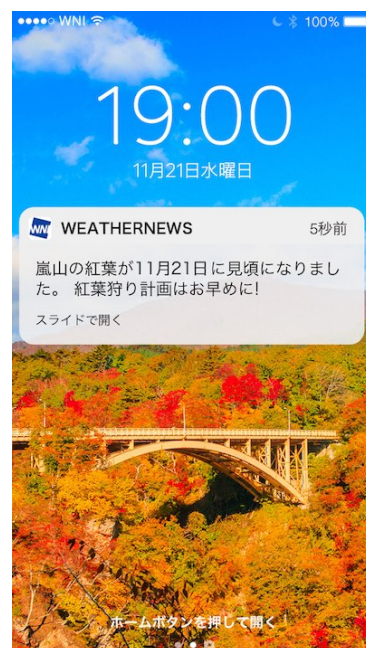 WNI 100%
19:00
11月21日水曜日
WNI WEATHERNEWS 5秒前
嵐山の紅葉が11月21日に見頃になりまし
た。 紅葉狩り計画はお早めに!
スライドで開く
ホームボタンを押して開く